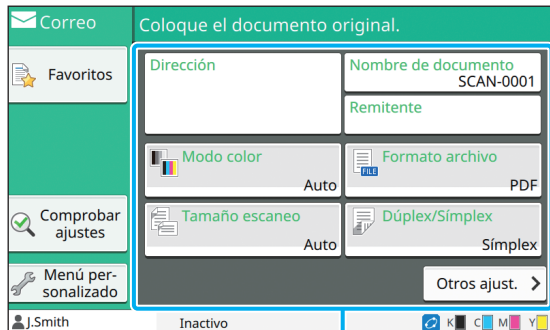 Correo
Coloque el documento original.
Favoritos
Dirección
Nombre de documento
SCAN-0001
Remitente
Modo color
Auto
Formato archivo
FILE
PDF
Comprobar
ajustes
Tamaño escaneo
Auto
Dúplex/Símplex
Símplex
Menú per-
sonalizado
Otros ajust.
J.Smith
Inactivo
K C M Y